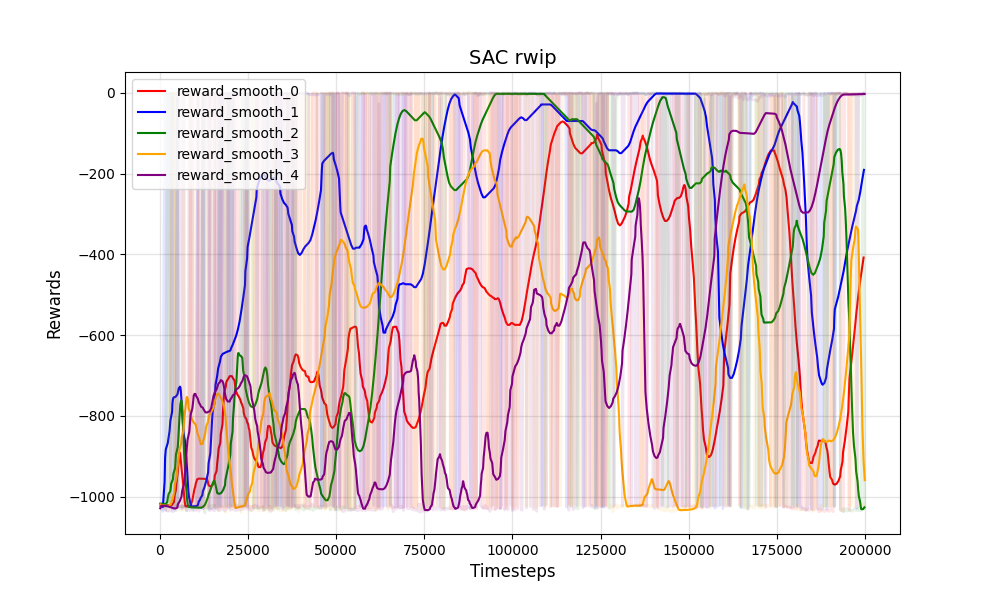 SAC rwip
reward_smooth_0
reward_smooth_1
reward_smooth_2
reward_smooth_3
reward_smooth_4
Rewards
0
−200
−400
−600
−800
−1000
0
25000
50000
75000
100000
125000
150000
175000
200000
Timesteps